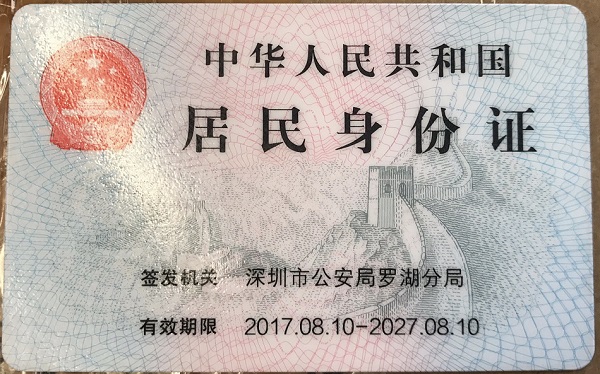 中华人民共和国
居民身份证
签发机关 深圳市公安局罗湖分局
有效期限 2017.08.10-2027.08.10